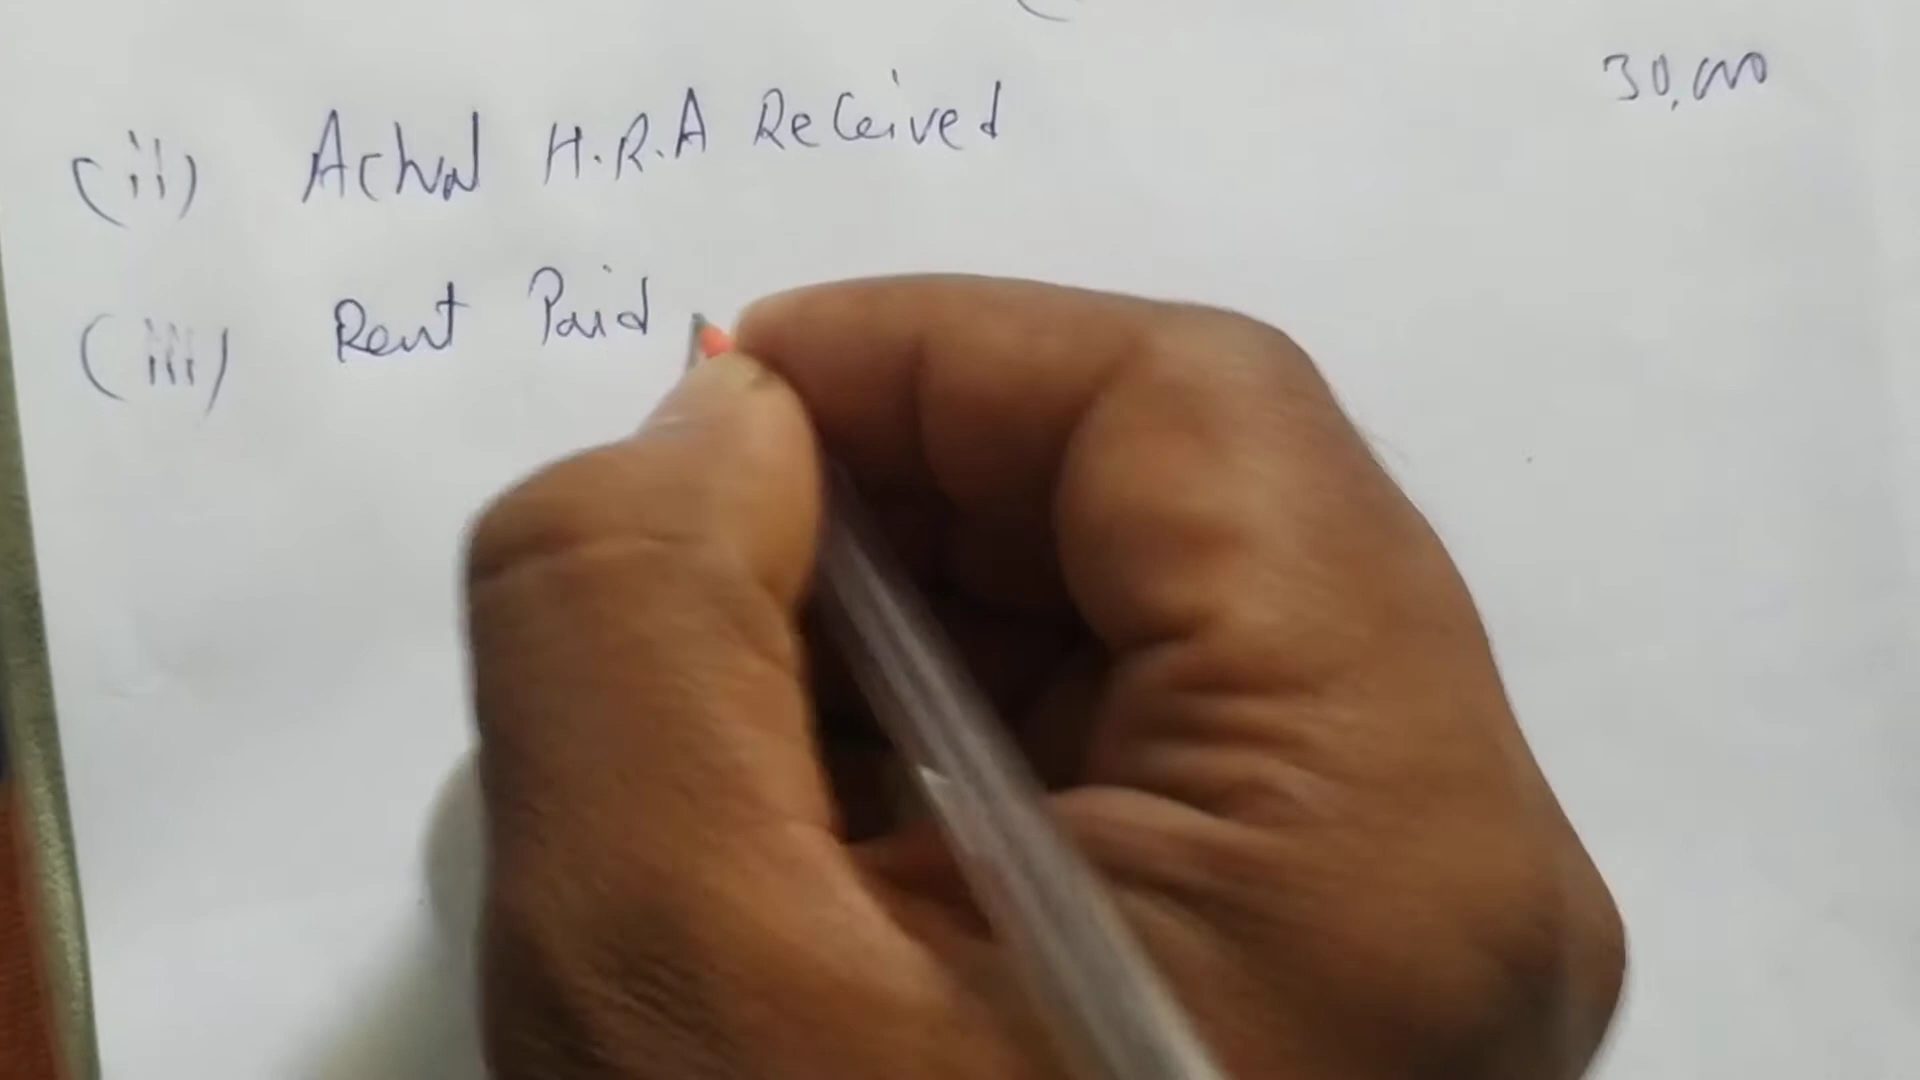 (ii) Actual H.R.A Received 30,000
(iii) Rent Paid